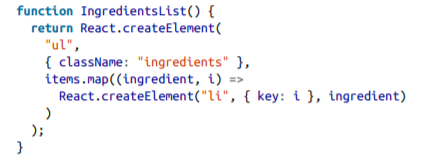 function IngredientsList() {
  return React.createElement(
    "ul",
    { className: "ingredients" },
    items.map((ingredient, i) =>
      React.createElement("li", { key: i }, ingredient)
    )
  );
}